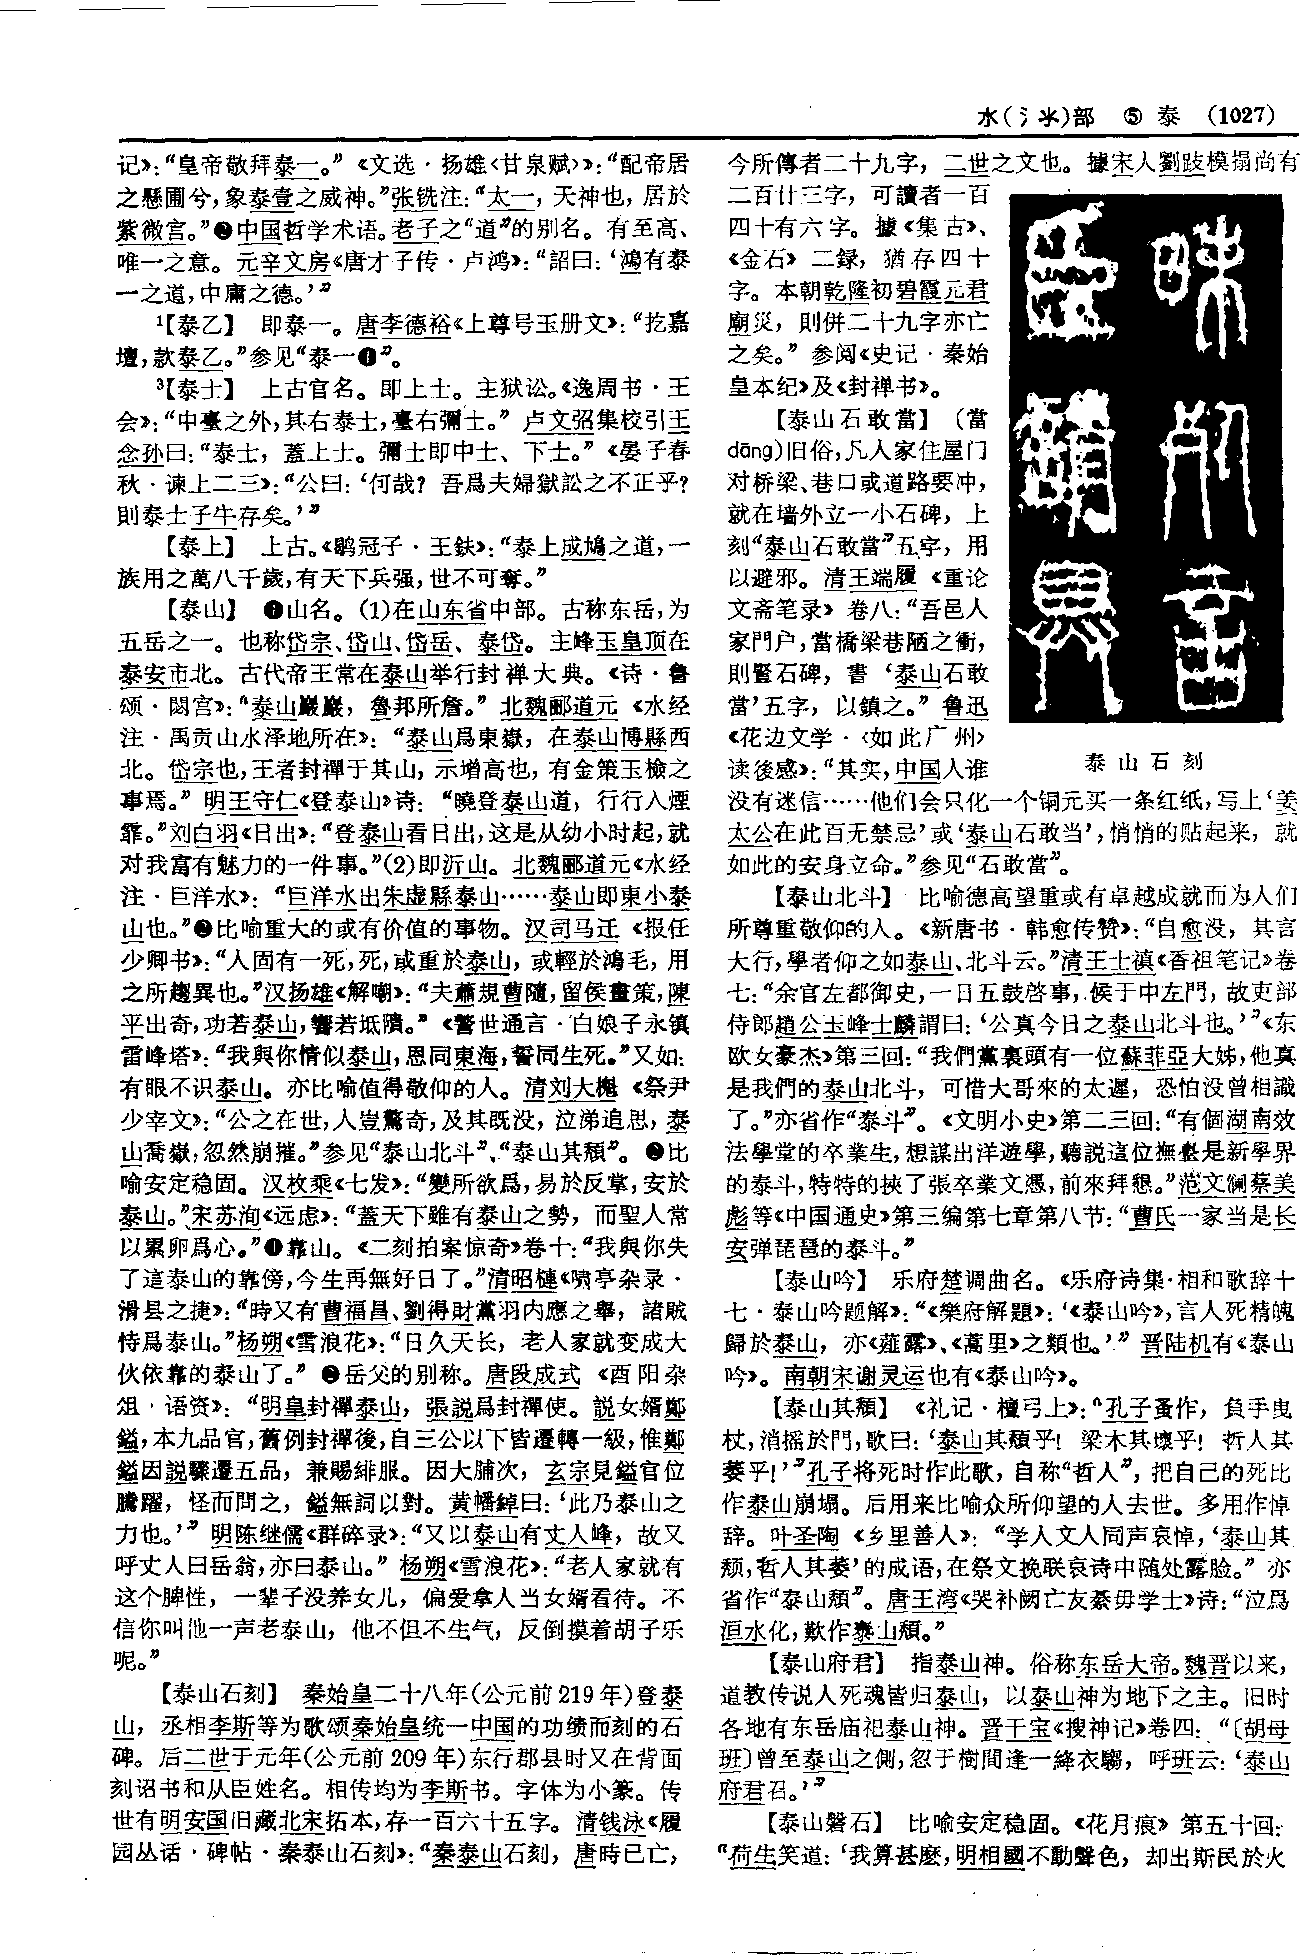 水(氵氺)部 ⑤ 泰 (1027)
记》：“皇帝敬拜泰一。”《文选·扬雄〈甘泉赋〉》：“配帝居
之懸圃兮，象泰壹之威神。”张铣注：“太一，天神也，居於
紫微宫。”❷中国哲学术语。老子之“道”的别名。有至高、
唯一之意。元辛文房《唐才子传·卢鸿》：“詔曰：‘鴻有泰
一之道，中庸之德。’”
¹【泰乙】 即泰一。唐李德裕《上尊号玉册文》：“扢嘉
壇，款泰乙。”参见“泰一❶”。
³【泰士】 上古官名。即上士。主狱讼。《逸周书·王
会》：“中臺之外，其右泰士，臺右彌士。”卢文弨集校引王
念孙曰：“泰士，蓋上士。彌士即中士、下士。”《晏子春
秋·谏上二三》：“公曰：‘何哉？吾爲夫婦獄訟之不正乎？
則泰士子牛存矣。’”
【泰上】 上古。《鹖冠子·王鈇》：“泰上成鳩之道，一
族用之萬八千歲，有天下兵强，世不可奪。”
【泰山】 ❶山名。(1)在山东省中部。古称东岳，为
五岳之一。也称岱宗、岱山、岱岳、泰岱。主峰玉皇顶在
泰安市北。古代帝王常在泰山举行封禅大典。《诗·鲁
颂·閟宫》：“泰山巖巖，魯邦所詹。”北魏郦道元《水经
注·禹贡山水泽地所在》：“泰山爲東嶽，在泰山博縣西
北。岱宗也，王者封禪于其山，示增高也，有金策玉檢之
事焉。”明王守仁《登泰山》诗：“曉登泰山道，行行入煙
霏。”刘白羽《日出》：“登泰山看日出，这是从幼小时起，就
对我富有魅力的一件事。”(2)即沂山。北魏郦道元《水经
注·巨洋水》：“巨洋水出朱虚縣泰山……泰山即東小泰
山也。”❷比喻重大的或有价值的事物。汉司马迁《报任
少卿书》：“人固有一死，死，或重於泰山，或輕於鴻毛，用
之所趨異也。”汉扬雄《解嘲》：“夫蕭規曹隨，留侯畫策，陳
平出奇，功若泰山，響若坻隤。”《警世通言·白娘子永镇
雷峰塔》：“我與你情似泰山，恩同東海，誓同生死。”又如：
有眼不识泰山。亦比喻值得敬仰的人。清刘大櫆《祭尹
少宰文》：“公之在世，人豈驚奇，及其既没，泣涕追思，泰
山喬嶽，忽然崩摧。”参见“泰山北斗”、“泰山其頽”。❸比
喻安定稳固。汉枚乘《七发》：“變所欲爲，易於反掌，安於
泰山。”宋苏洵《远虑》：“蓋天下雖有泰山之勢，而聖人常
以累卵爲心。”❹靠山。《二刻拍案惊奇》卷十：“我與你失
了這泰山的靠傍，今生再無好日了。”清昭槤《啸亭杂录·
滑县之捷》：“時又有曹福昌、劉得財黨羽内應之舉，諸賊
恃爲泰山。”杨朔《雪浪花》：“日久天长，老人家就变成大
伙依靠的泰山了。”❺岳父的别称。唐段成式《酉阳杂
俎·语资》：“明皇封禪泰山，張説爲封禪使。説女婿鄭
鎰，本九品官，舊例封禪後，自三公以下皆遷轉一級，惟鄭
鎰因説驟遷五品，兼賜緋服。因大脯次，玄宗見鎰官位
騰躍，怪而問之，鎰無詞以對。黄幡綽曰：‘此乃泰山之
力也。’”明陈继儒《群碎录》：“又以泰山有丈人峰，故又
呼丈人曰岳翁，亦曰泰山。”杨朔《雪浪花》：“老人家就有
这个脾性，一辈子没养女儿，偏爱拿人当女婿看待。不
信你叫他一声老泰山，他不但不生气，反倒摸着胡子乐
呢。”
【泰山石刻】 秦始皇二十八年(公元前219年)登泰
山，丞相李斯等为歌颂秦始皇统一中国的功绩而刻的石
碑。后二世于元年(公元前209年)东行郡县时又在背面
刻诏书和从臣姓名。相传均为李斯书。字体为小篆。传
世有明安国旧藏北宋拓本，存一百六十五字。清钱泳《履
园丛话·碑帖·秦泰山石刻》：“秦泰山石刻，唐時已亡，
今所傳者二十九字，二世之文也。據宋人劉跂模搨尚有
二百廿三字，可讀者一百
四十有六字。據《集古》、
《金石》二録，猶存四十
字。本朝乾隆初碧霞元君
廟災，則併二十九字亦亡
之矣。”参阅《史记·秦始
皇本纪》及《封禅书》。
【泰山石敢當】 (當
dāng)旧俗，凡人家住屋门
对桥梁、巷口或道路要冲，
就在墙外立一小石碑，上
刻“泰山石敢當”五字，用
以避邪。清王端履《重论
文斋笔录》卷八：“吾邑人
家門户，當橋梁巷陋之衝，
則豎石碑，書‘泰山石敢
當’五字，以鎮之。”鲁迅
《花边文学·〈如此广州〉
读後感》：“其实，中国人谁
没有迷信……他们会只化一个铜元买一条红纸，写上‘姜
太公在此百无禁忌’或‘泰山石敢当’，悄悄的贴起来，就
如此的安身立命。”参见“石敢當”。
泰山石刻
【泰山北斗】 比喻德高望重或有卓越成就而为人们
所尊重敬仰的人。《新唐书·韩愈传赞》：“自愈没，其言
大行，學者仰之如泰山、北斗云。”清王士禛《香祖笔记》卷
七：“余官左都御史，一日五鼓啓事，侯于中左門，故吏部
侍郎趙公玉峰士麟謂曰：‘公真今日之泰山北斗也。’”《东
欧女豪杰》第三回：“我們黨裏頭有一位蘇菲亞大姊，他真
是我們的泰山北斗，可惜大哥來的太遲，恐怕没曾相識
了。”亦省作“泰斗”。《文明小史》第二三回：“有個湖南效
法學堂的卒業生，想謀出洋遊學，聽説這位撫臺是新學界
的泰斗，特特的挾了張卒業文憑，前來拜懇。”范文澜蔡美
彪等《中国通史》第三编第七章第八节：“曹氏一家当是长
安弹琵琶的泰斗。”
【泰山吟】 乐府楚调曲名。《乐府诗集·相和歌辞十
七·泰山吟题解》：“《樂府解題》：‘《泰山吟》，言人死精魄
歸於泰山，亦《薤露》、《蒿里》之類也。’”晋陆机有《泰山
吟》。南朝宋谢灵运也有《泰山吟》。
【泰山其頽】 《礼记·檀弓上》：“孔子蚤作，負手曳
杖，消摇於門，歌曰：‘泰山其頽乎！梁木其壞乎！哲人其
萎乎！’”孔子将死时作此歌，自称“哲人”，把自己的死比
作泰山崩塌。后用来比喻众所仰望的人去世。多用作悼
辞。叶圣陶《乡里善人》：“学人文人同声哀悼，‘泰山其
颓，哲人其萎’的成语，在祭文挽联哀诗中随处露脸。”亦
省作“泰山頽”。唐王湾《哭补阙亡友綦毋学士》诗：“泣爲
洹水化，歎作泰山頽。”
【泰山府君】 指泰山神。俗称东岳大帝。魏晋以来，
道教传说人死魂皆归泰山，以泰山神为地下之主。旧时
各地有东岳庙祀泰山神。晋干宝《搜神记》卷四：“〔胡母
班〕曾至泰山之側，忽于樹間逢一絳衣騶，呼班云：‘泰山
府君召。’”
【泰山磐石】 比喻安定稳固。《花月痕》第五十回：
“荷生笑道：‘我算甚麽，明相國不動聲色，却出斯民於火